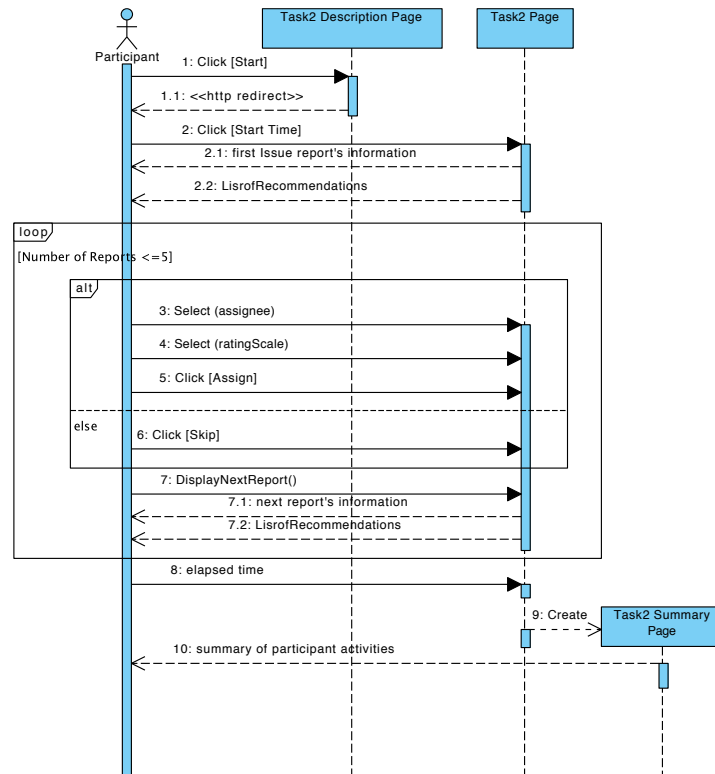 Task2 Description Page
Task2 Page
Participant
1: Click [Start]
1.1: <<http redirect>>
2: Click [Start Time]
2.1: first Issue report's information
2.2: LisrofRecommendations
loop
[Number of Reports <=5]
alt
3: Select (assignee)
4: Select (ratingScale)
5: Click [Assign]
else
6: Click [Skip]
7: DisplayNextReport()
7.1: next report's information
7.2: LisrofRecommendations
8: elapsed time
9: Create
Task2 Summary
Page
10: summary of participant activities